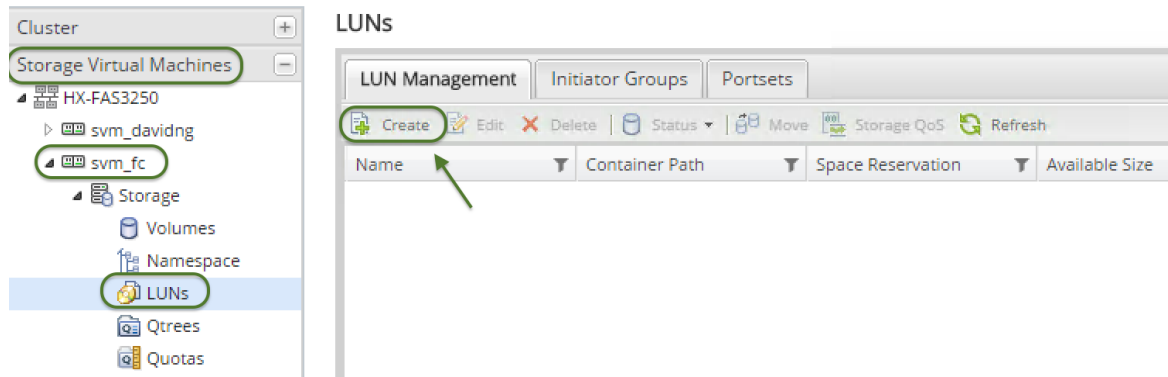 Cluster
Storage Virtual Machines
HX-FAS3250
svm_davidng
svm_fc
Storage
Volumes
Namespace
LUNs
Qtrees
Quotas
LUNs
LUN Management Initiator Groups Portsets
Create Edit Delete Status Move Storage QoS Refresh
Name Container Path Space Reservation Available Size